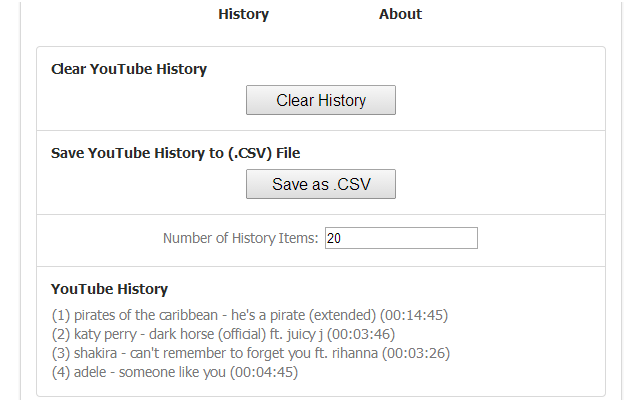 History About
Clear YouTube History
Clear History
Save YouTube History to (.CSV) File
Save as .CSV
Number of History Items: 20
YouTube History
(1) pirates of the caribbean - he's a pirate (extended) (00:14:45)
(2) katy perry - dark horse (official) ft. juicy j (00:03:46)
(3) shakira - can't remember to forget you ft. rihanna (00:03:26)
(4) adele - someone like you (00:04:45)